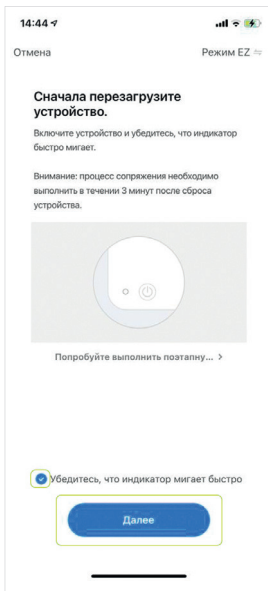 14:44
Отмена
Режим EZ
Сначала перезагрузите
устройство.
Включите устройство и убедитесь, что индикатор
быстро мигает.
Внимание: процесс сопряжения необходимо
выполнить в течении 3 минут после сброса
устройства.
Попробуйте выполнить поэтапну... >
Убедитесь, что индикатор мигает быстро
Далее